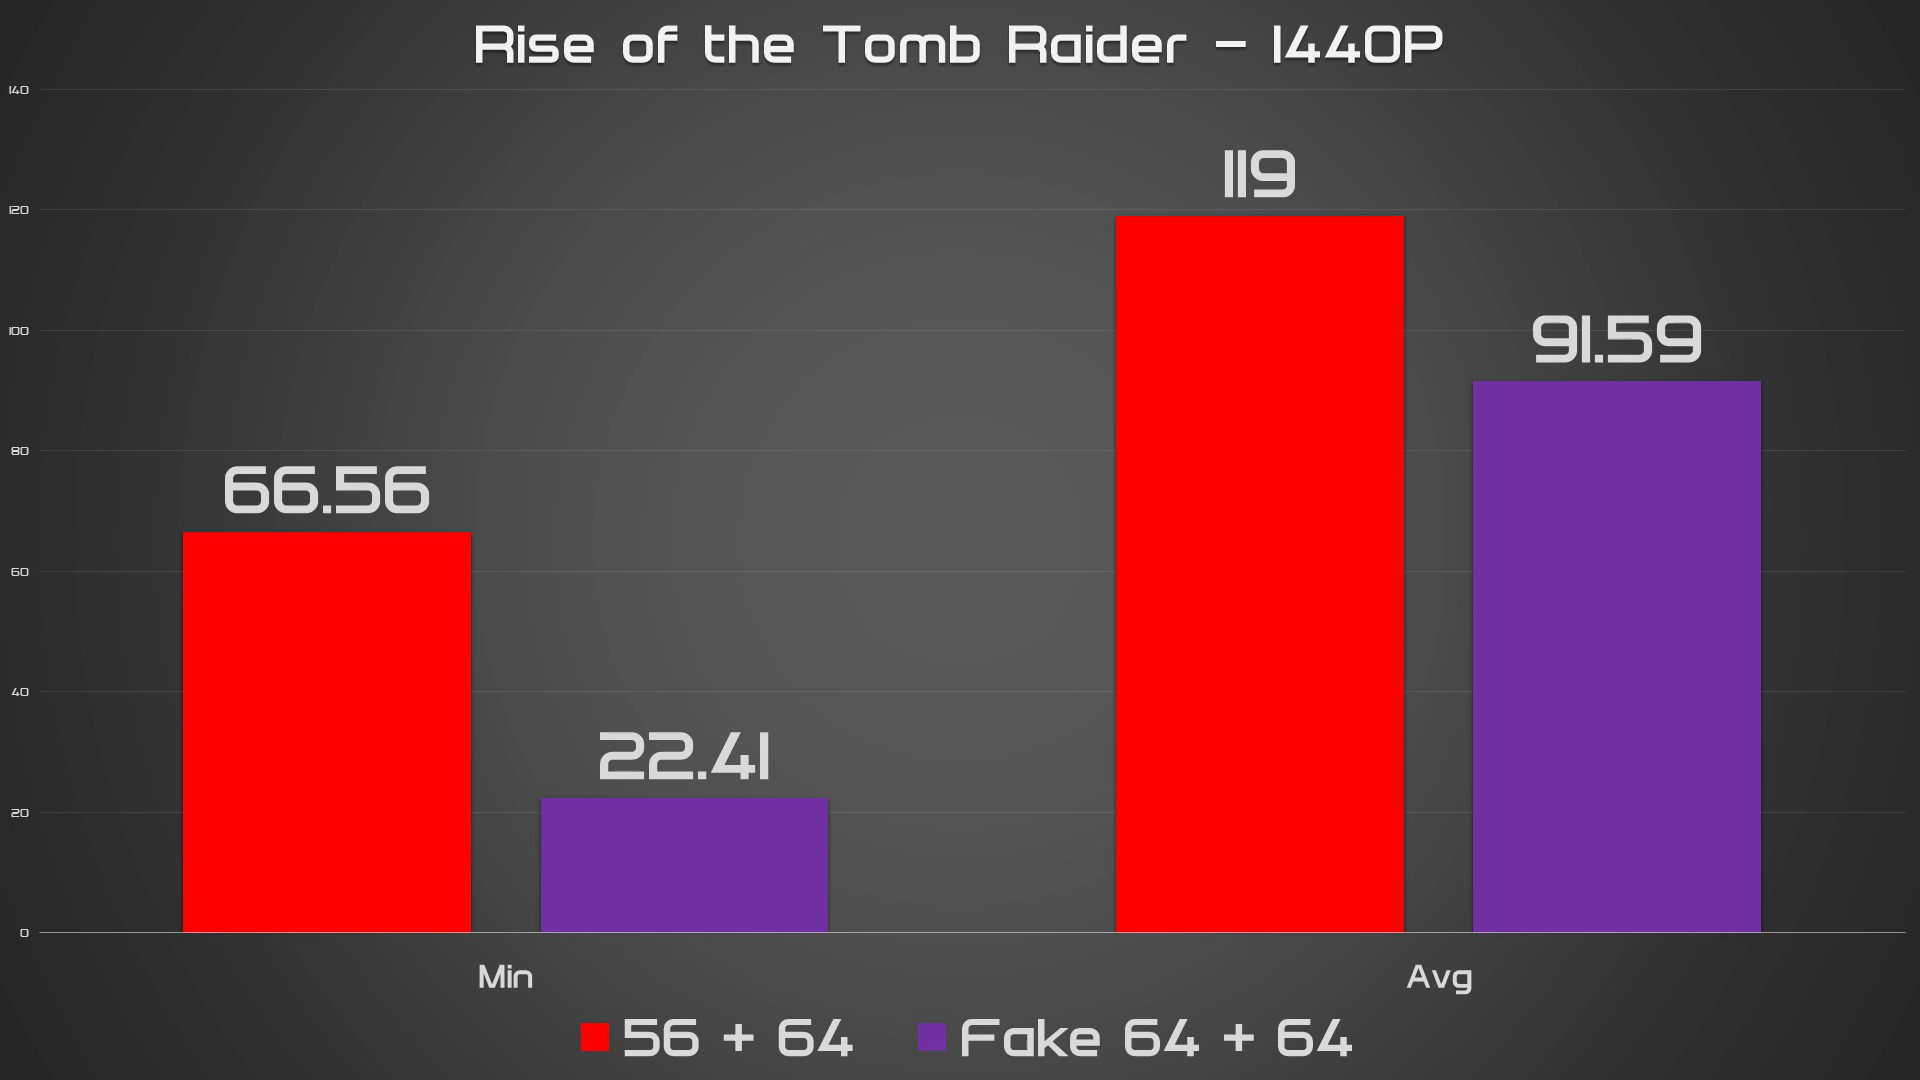 Rise of the Tomb Raider - 1440P
140
120
100
80
60
40
20
0
119
91.59
66.56
22.41
Min
Avg
56 + 64
Fake 64 + 64